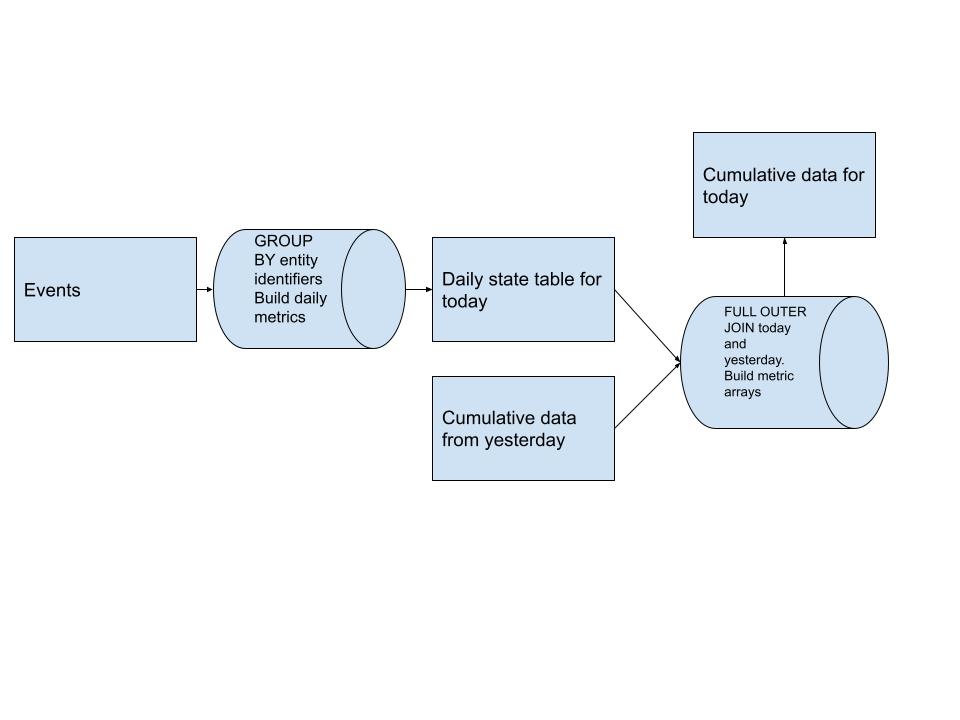 Events
GROUP
BY entity
identifiers
Build daily
metrics
Daily state table for
today
Cumulative data
from yesterday
FULL OUTER
JOIN today
and
yesterday.
Build metric
arrays
Cumulative data for
today